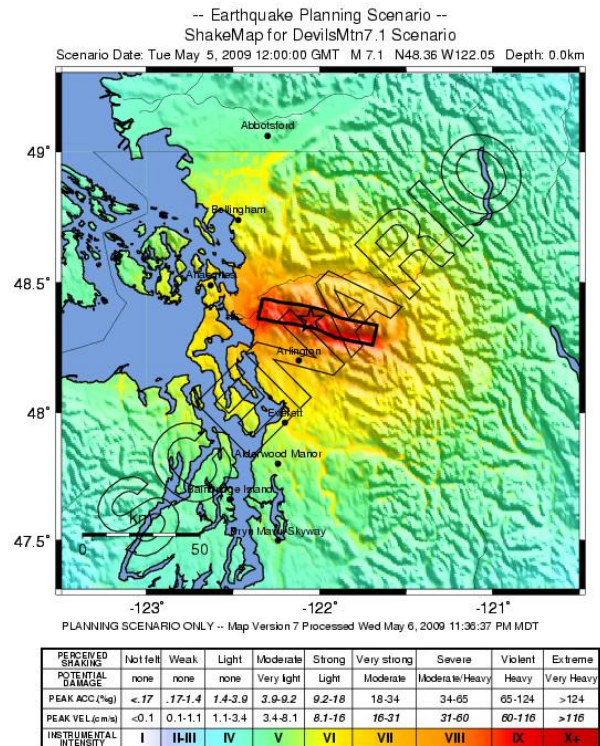 -- Earthquake Planning Scenario --
ShakeMap for DevilsMtn7.1 Scenario
Scenario Date: Tue May 5, 2009 12:00:00 GMT M 7.1 N48.36 W122.05 Depth: 0.0km
Abbotsford
49°
Bellingham
48.5°
Anacortes
Arlington
48°
Everett
Alderwood Manor
Bainbridge Island
km
Bryn Mawr-Skyway
0 50
47.5°
SCENARIO
-123° -122° -121°
PLANNING SCENARIO ONLY -- Map Version 7 Processed Wed May 6, 2009 11:36:37 PM MDT
PERCEIVED SHAKING Not felt Weak Light Moderate Strong Very strong Severe Violent Extreme
POTENTIAL DAMAGE none none none Very light Light Moderate Moderate/Heavy Heavy Very Heavy
PEAK ACC.(%g) <.17 .17-1.4 1.4-3.9 3.9-9.2 9.2-18 18-34 34-65 65-124 >124
PEAK VEL.(cm/s) <0.1 0.1-1.1 1.1-3.4 3.4-8.1 8.1-16 16-31 31-60 60-116 >116
INSTRUMENTAL INTENSITY I II-III IV V VI VII VIII IX X+